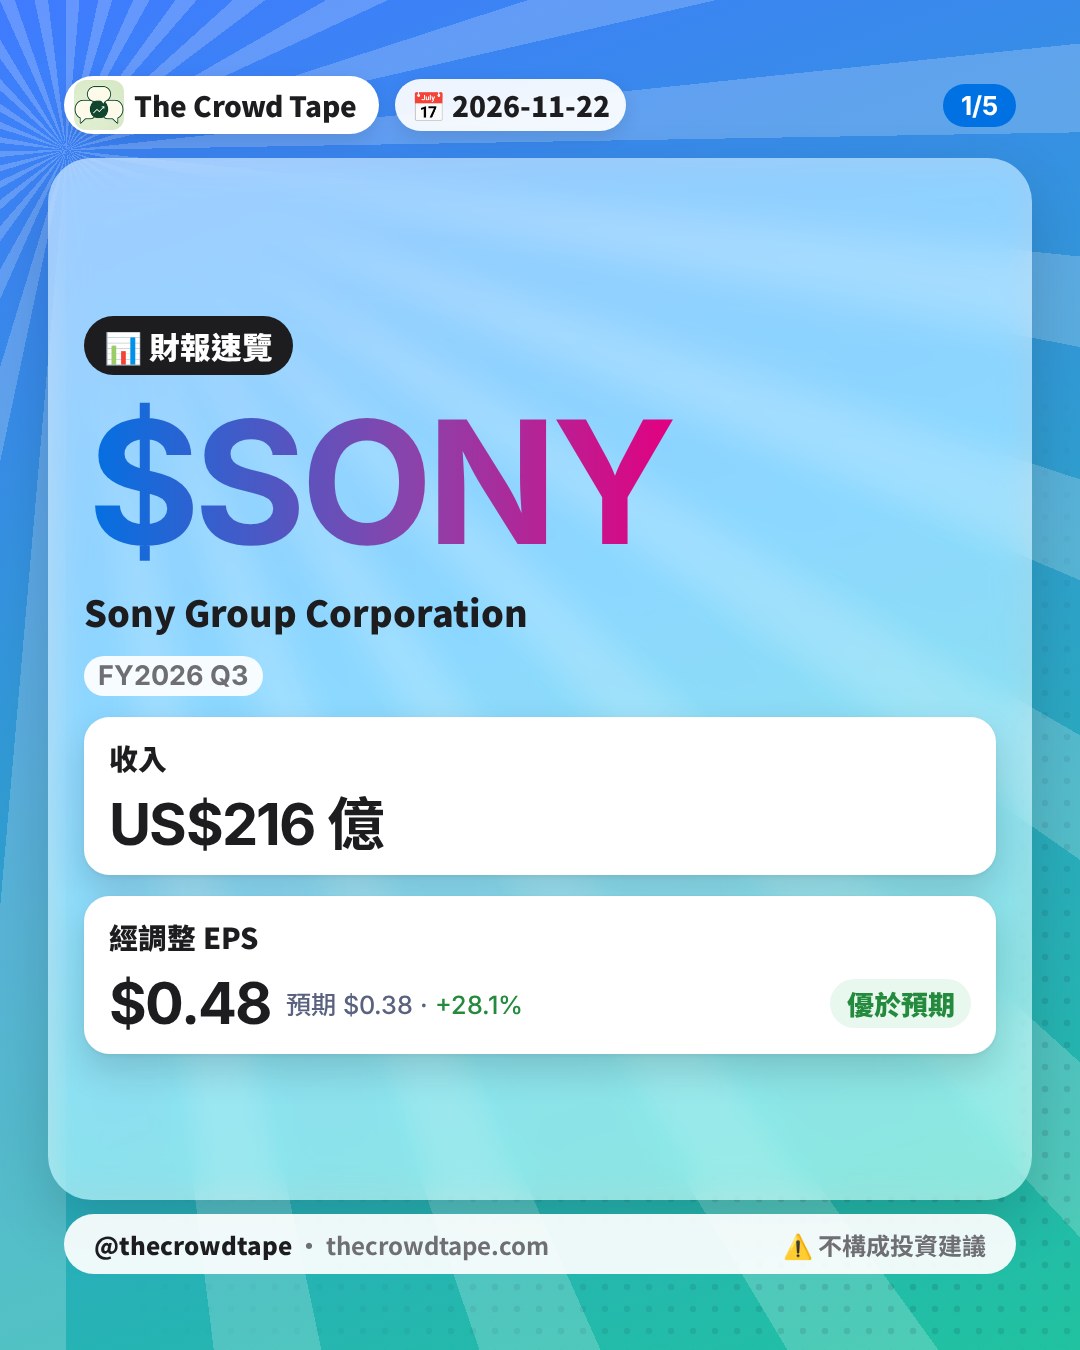 The Crowd Tape
2026-11-22
1/5
財報速覽
$SONY
Sony Group Corporation
FY2026 Q3
收入
US$216 億
經調整 EPS
$0.48 預期 $0.38 · +28.1%
優於預期
@thecrowdtape • thecrowdtape.com
⚠️ 不構成投資建議